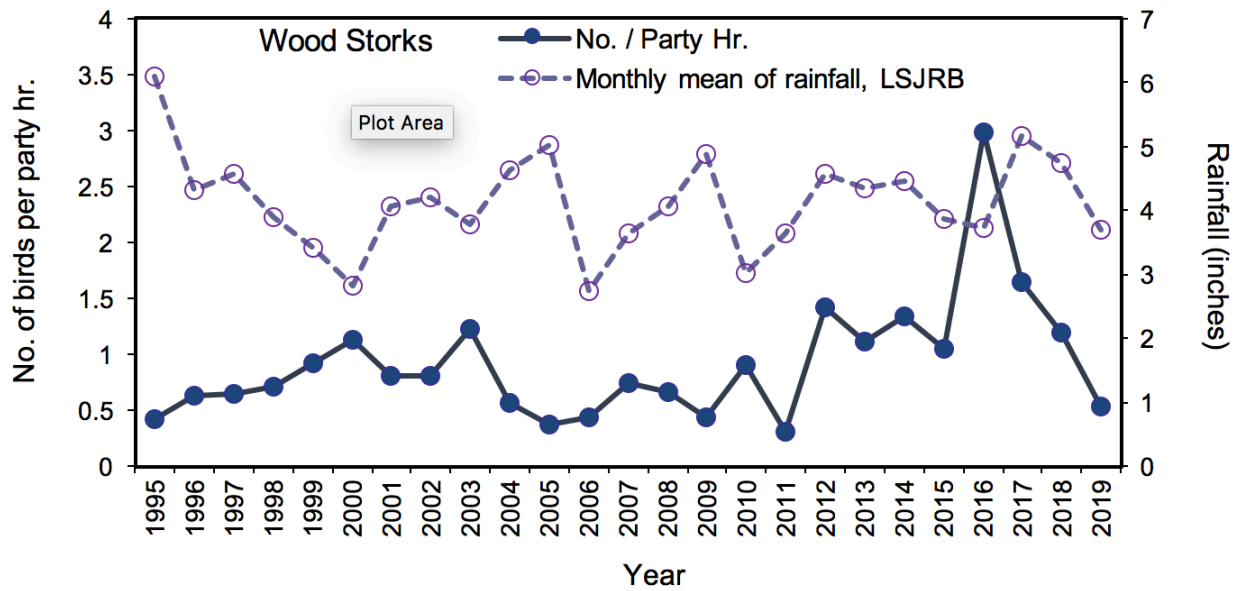 Wood Storks
No. / Party Hr.
Monthly mean of rainfall, LSJRB
Plot Area
No. of birds per party hr.
4
3.5
3
2.5
2
1.5
1
0.5
0
7
6
5
4
3
2
1
0
Rainfall (inches)
1995 1996 1997 1998 1999 2000 2001 2002 2003 2004 2005 2006 2007 2008 2009 2010 2011 2012 2013 2014 2015 2016 2017 2018 2019
Year